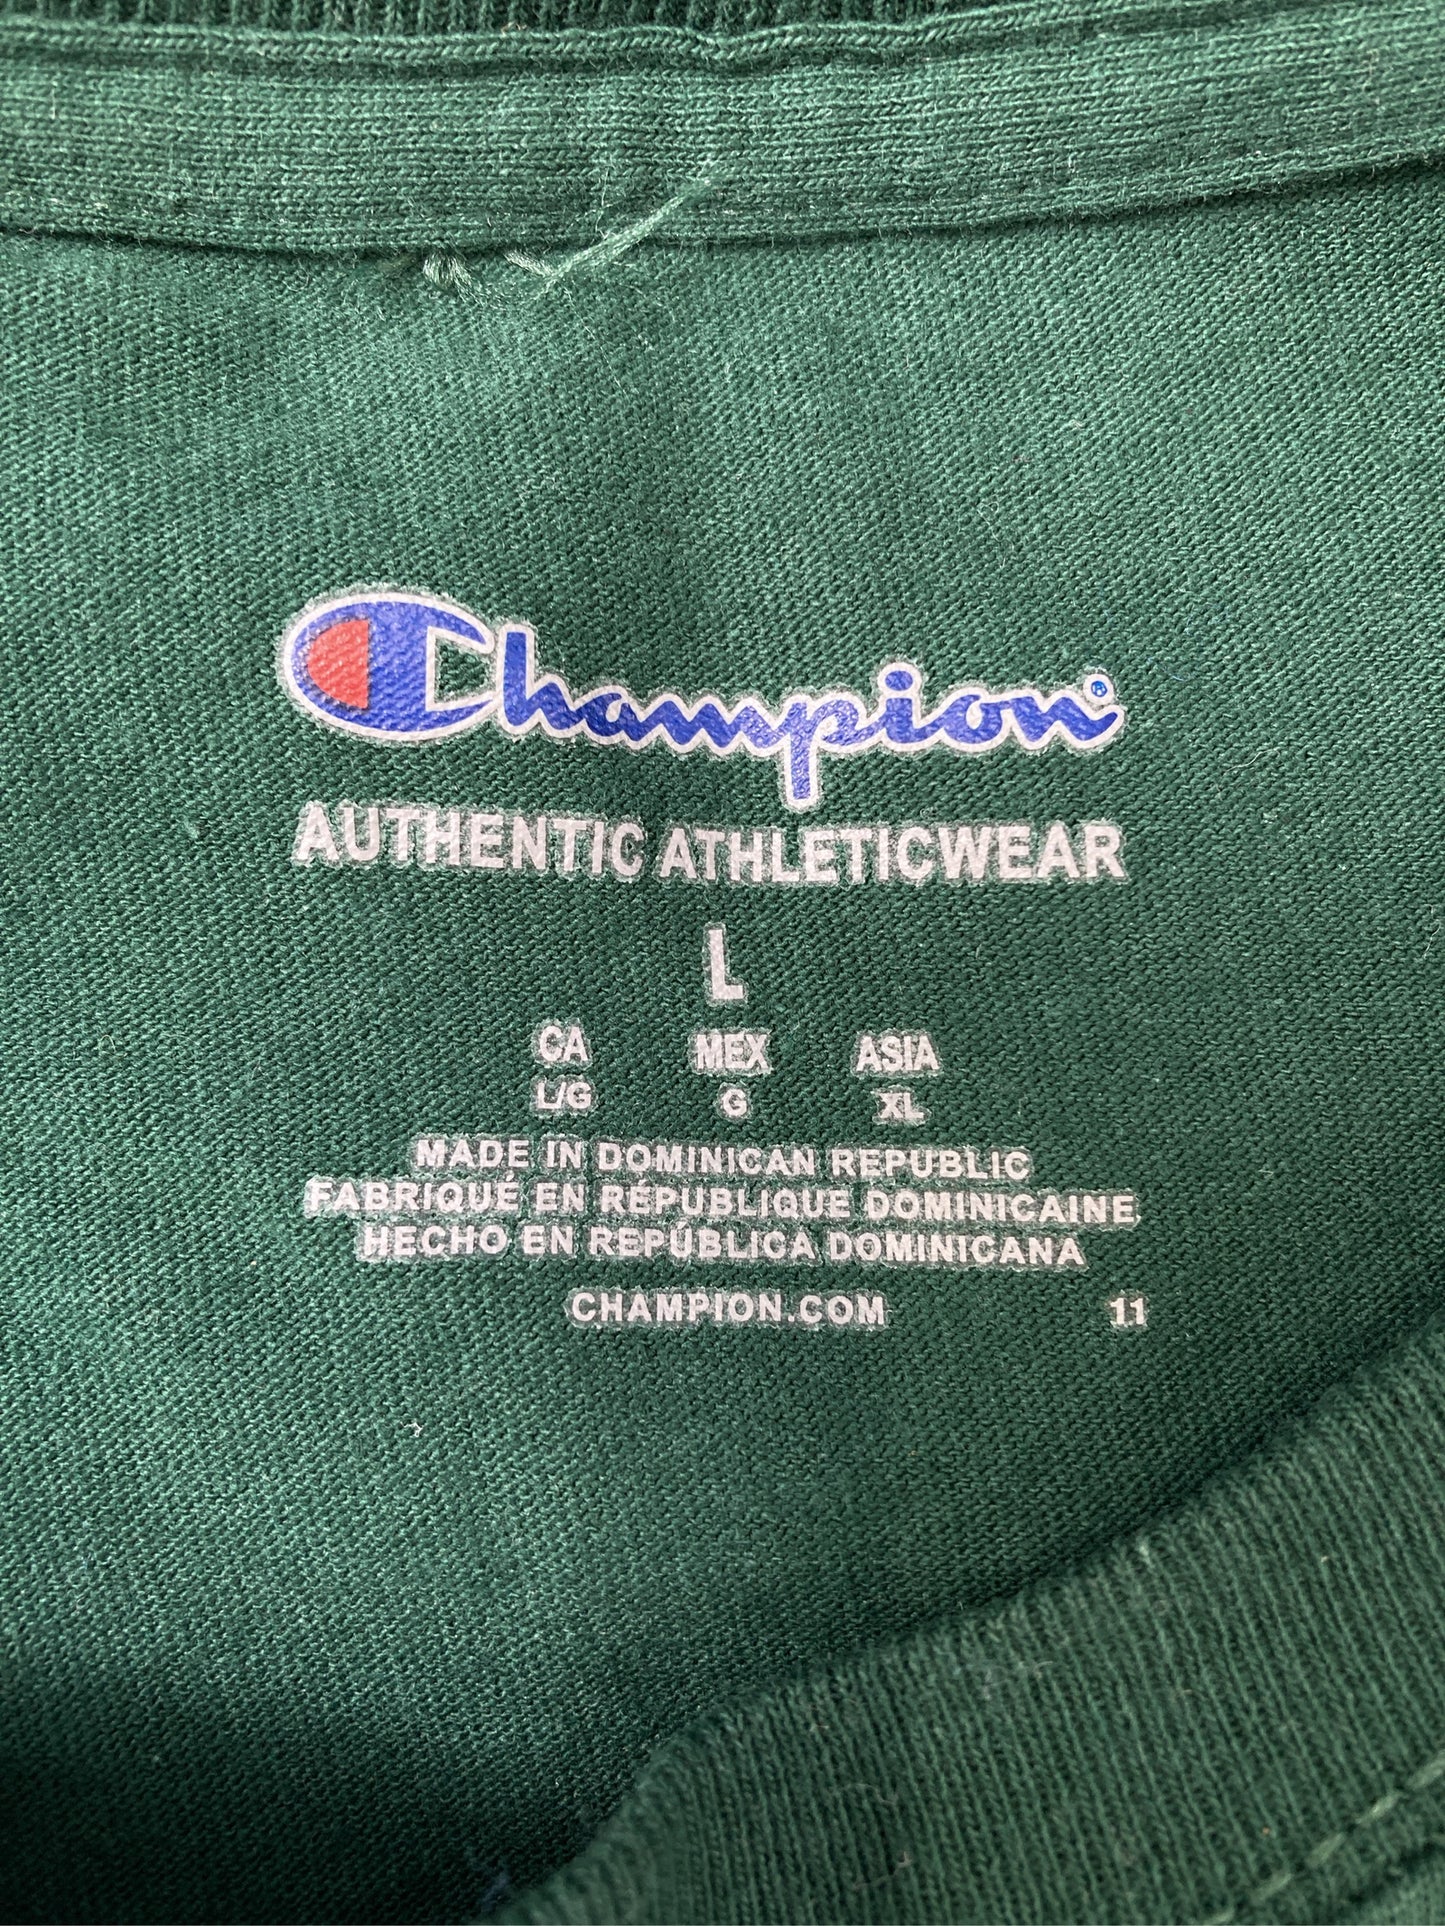 Champion®
AUTHENTIC ATHLETICWEAR
L
CA MEX ASIA
L/G G XL
MADE IN DOMINICAN REPUBLIC
FABRIQUÉ EN RÉPUBLIQUE DOMINICAINE
HECHO EN REPÚBLICA DOMINICANA
CHAMPION.COM 11